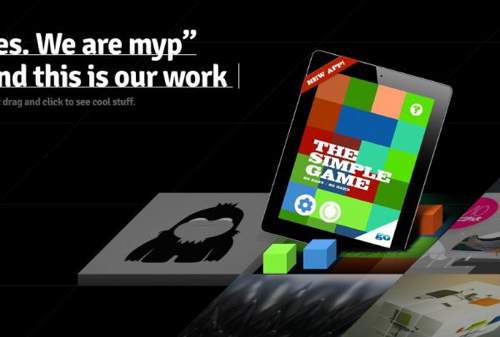 es. We are myp”
nd this is our work
drag and click to see cool stuff.
NEW APP!
?
THE
SIMPLE
GAME
go